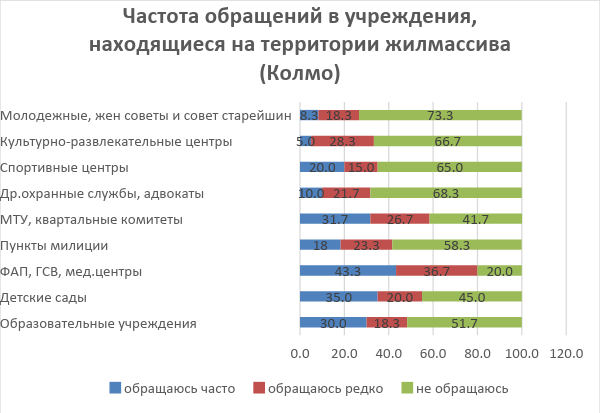 Частота обращений в учреждения,
находящиеся на территории жилмассива
(Колмо)
Молодежные, жен советы и совет старейшин 8.3 18.3 73.3
Культурно-развлекательные центры 5.0 28.3 66.7
Спортивные центры 20.0 15.0 65.0
Др.охранные службы, адвокаты 10.0 21.7 68.3
МТУ, квартальные комитеты 31.7 26.7 41.7
Пункты милиции 18 23.3 58.3
ФАП, ГСВ, мед.центры 43.3 36.7 20.0
Детские сады 35.0 20.0 45.0
Образовательные учреждения 30.0 18.3 51.7
0.0 20.0 40.0 60.0 80.0 100.0 120.0
обращаюсь часто обращаюсь редко не обращаюсь